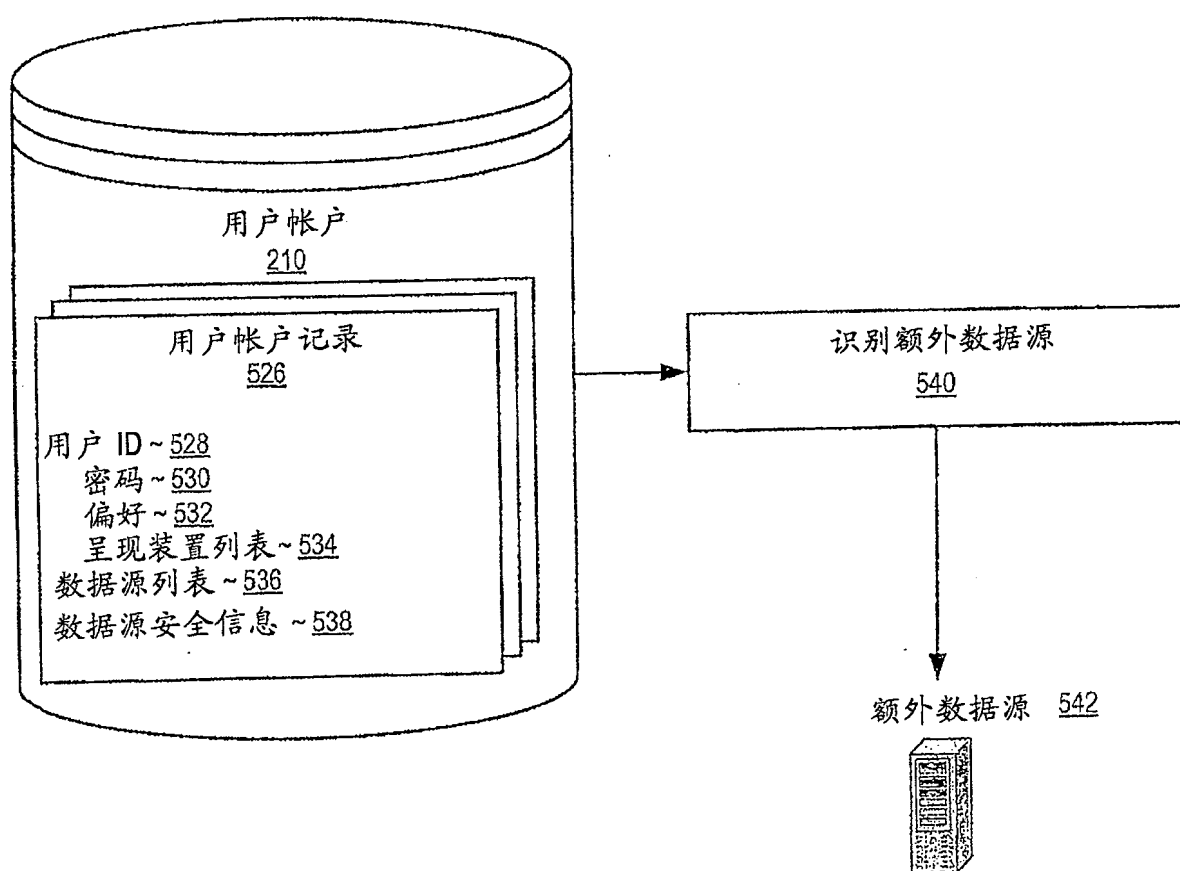 用户帐户
210
用户帐户记录
526
用户 ID ~ 528
密码 ~ 530
偏好 ~ 532
呈现装置列表 ~ 534
数据源列表 ~ 536
数据源安全信息 ~ 538
识别额外数据源
540
额外数据源 542